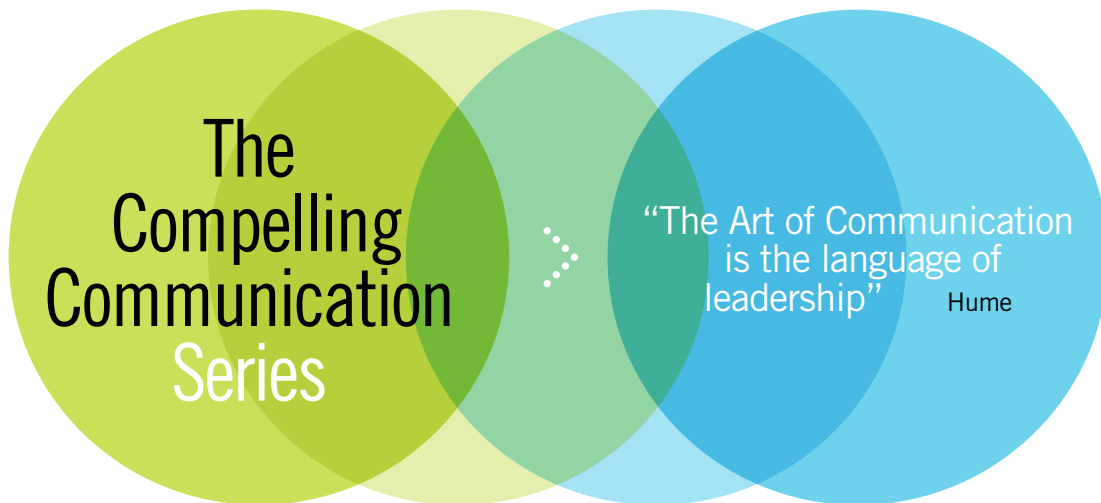 The
Compelling
Communication
Series
“The Art of Communication
is the language of
leadership” Hume